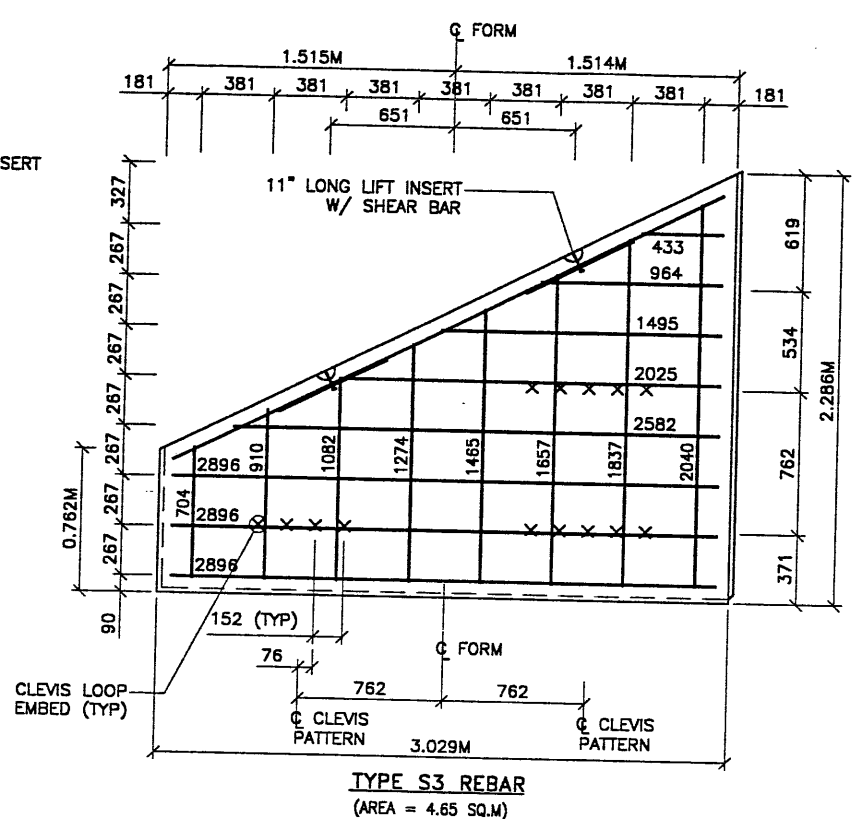 ℄ FORM
1.515M
1.514M
181
381
381
381
381
381
381
381
181
651
651
SERT
11" LONG LIFT INSERT
W/ SHEAR BAR
327
267
267
267
267
267
267
267
90
0.762M
433
964
1495
2025
2582
2896
2896
2896
704
910
1082
1274
1465
1657
1837
2040
619
534
762
371
2.286M
152 (TYP)
76
℄ FORM
CLEVIS LOOP
EMBED (TYP)
762
762
℄ CLEVIS
PATTERN
℄ CLEVIS
PATTERN
3.029M
TYPE S3 REBAR
(AREA = 4.65 SQ.M)